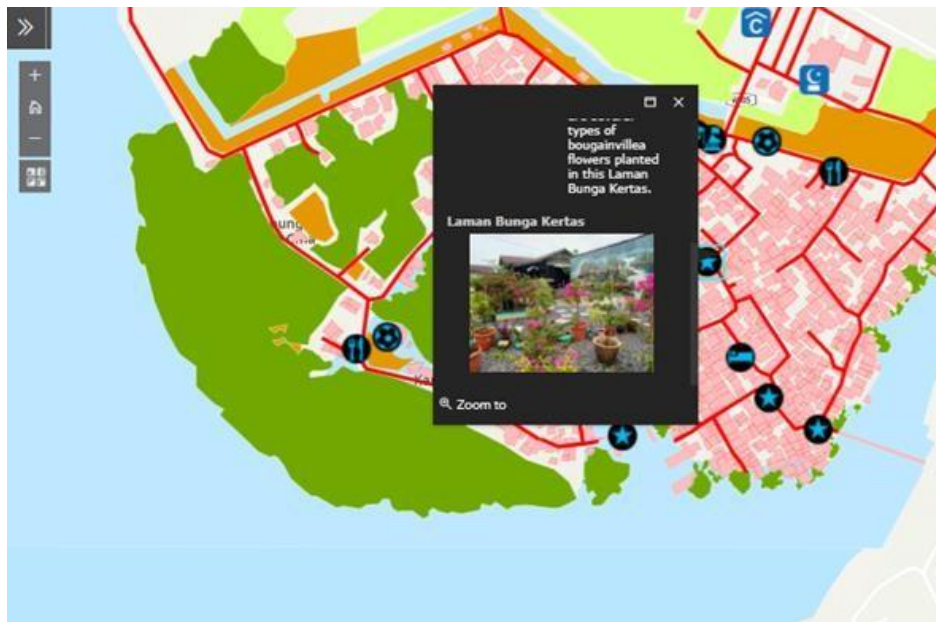 C
types of
bougainvillea
flowers planted
in this Laman
Bunga Kertas.
Laman Bunga Kertas
Zoom to